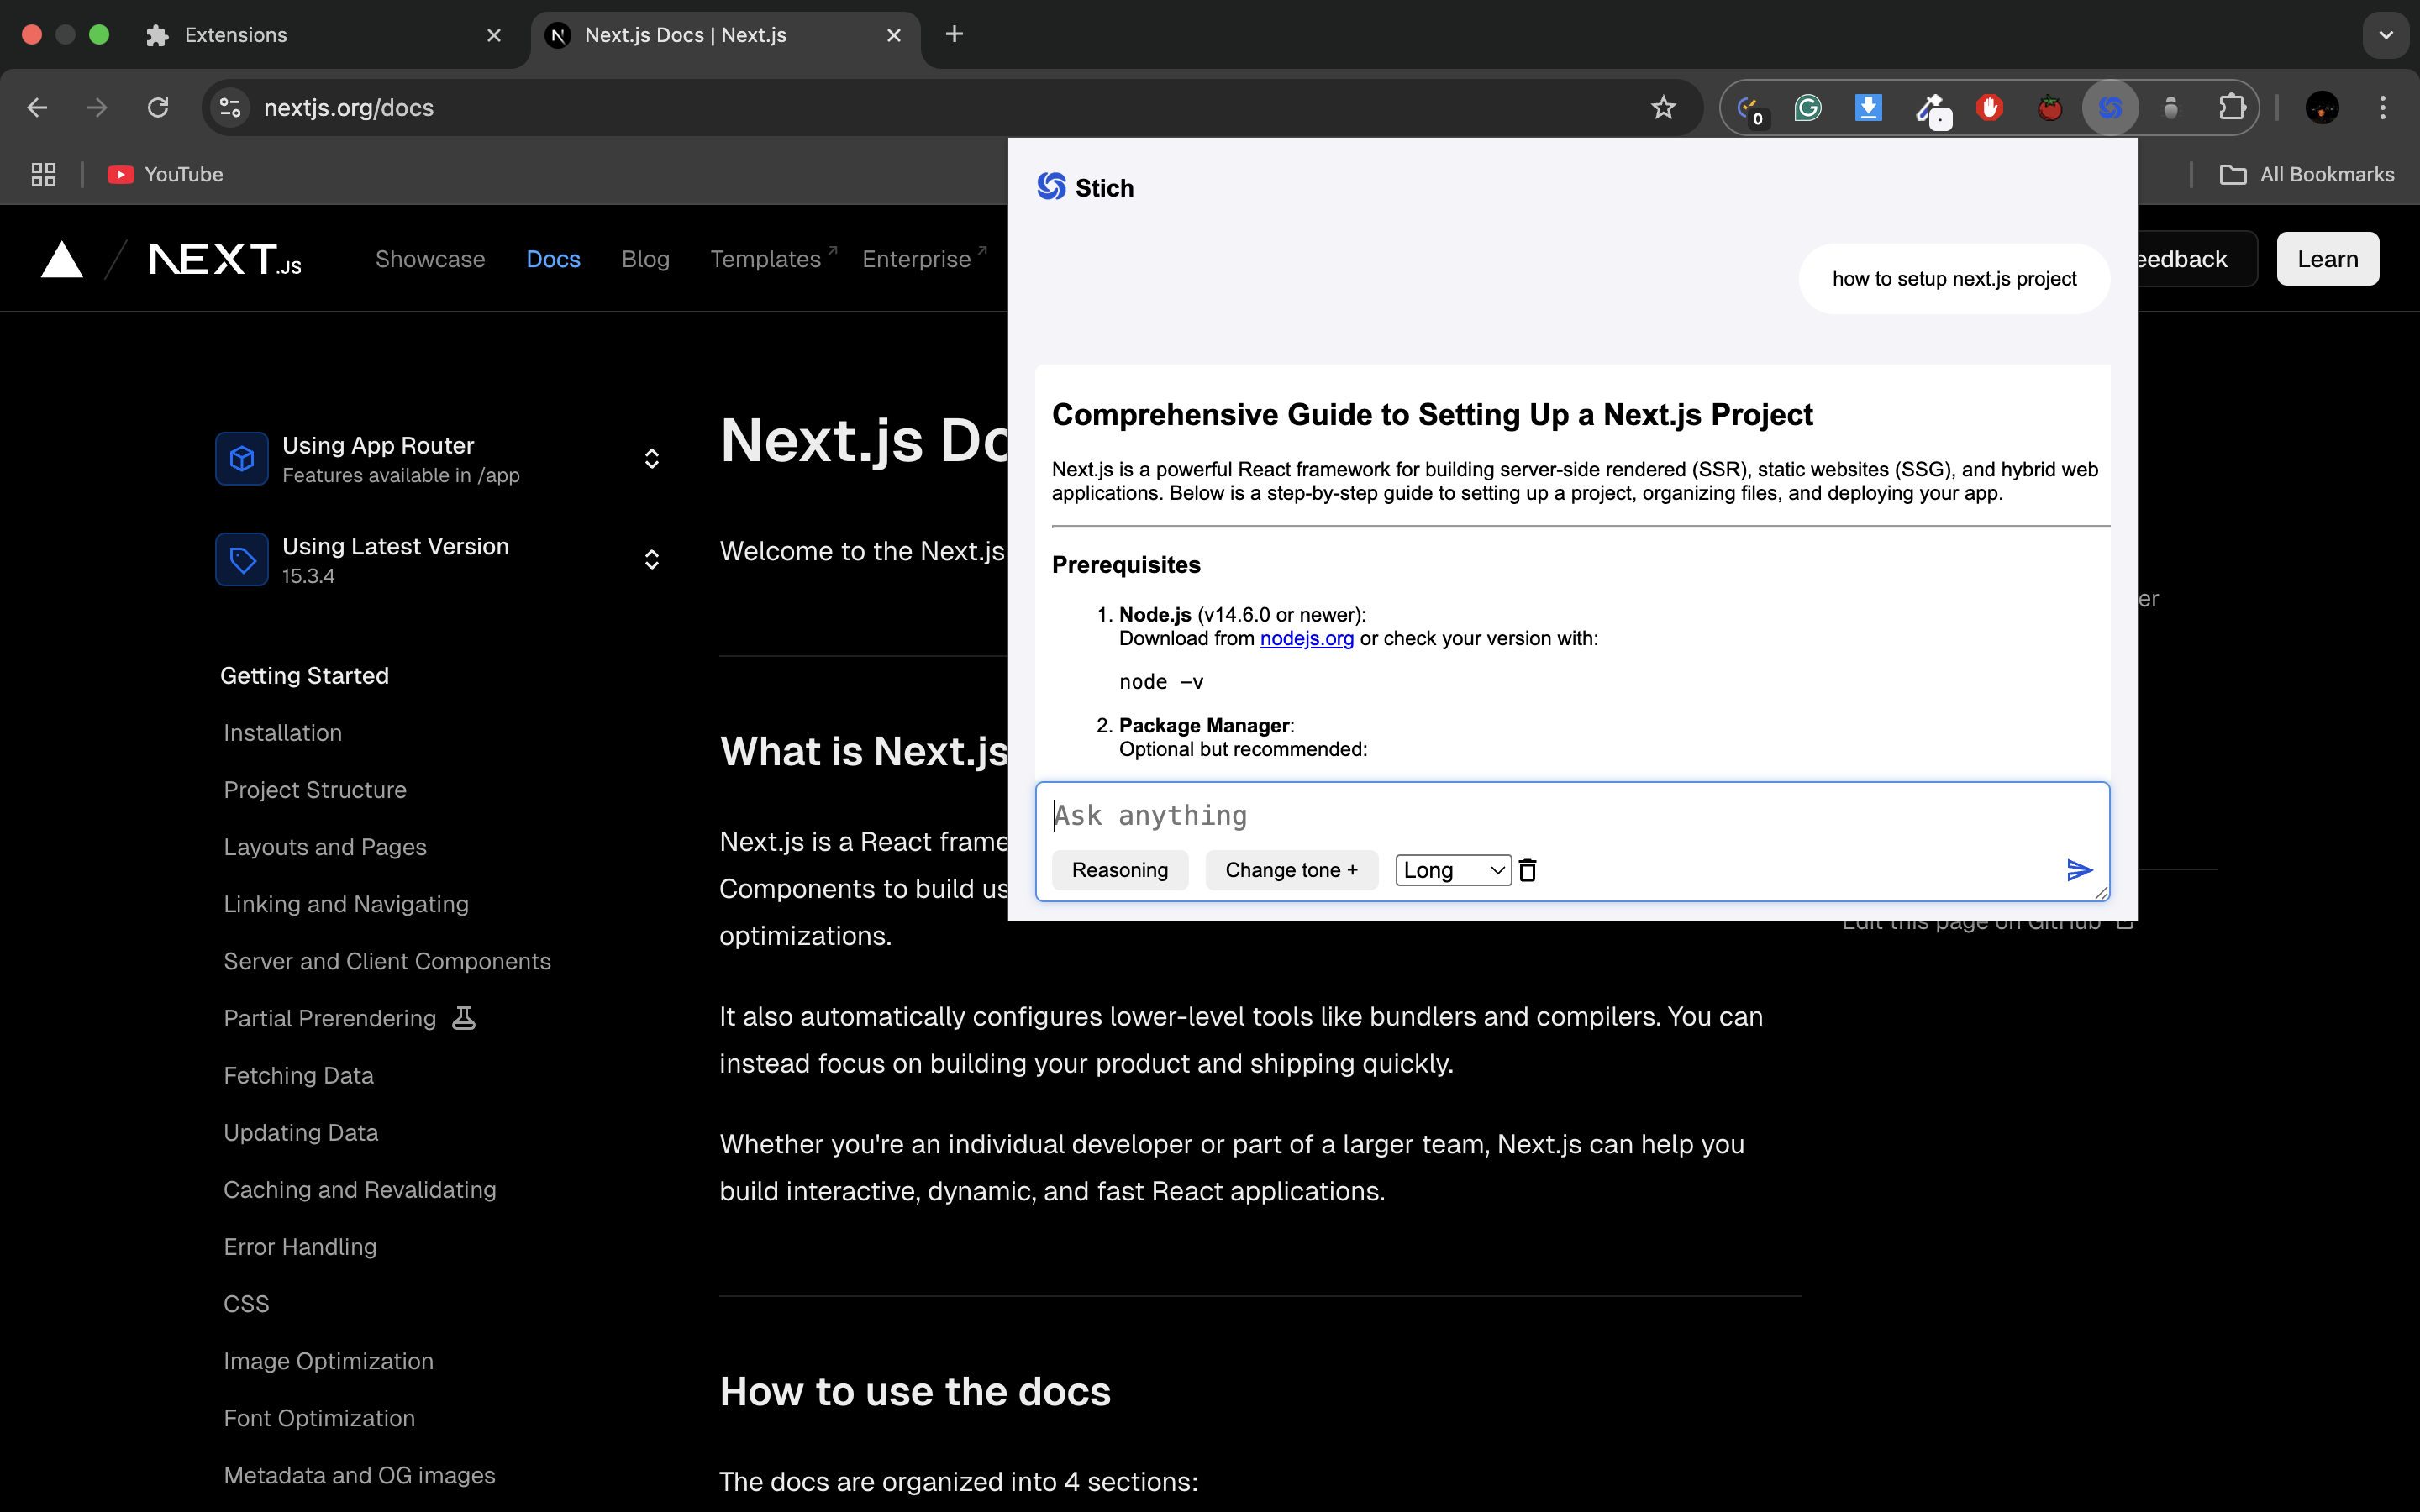 Extensions
Next.js Docs | Next.js
nextjs.org/docs
0
YouTube
All Bookmarks
NEXT.JS
Showcase
Docs
Blog
Templates
Enterprise
eedback
Learn
Using App Router
Features available in /app
Using Latest Version
15.3.4
Getting Started
Installation
Project Structure
Layouts and Pages
Linking and Navigating
Server and Client Components
Partial Prerendering
Fetching Data
Updating Data
Caching and Revalidating
Error Handling
CSS
Image Optimization
Font Optimization
Metadata and OG images
Next.js Do
Welcome to the Next.js
What is Next.js
Next.js is a React frame
Components to build us
optimizations.
It also automatically configures lower-level tools like bundlers and compilers. You can
instead focus on building your product and shipping quickly.
Whether you're an individual developer or part of a larger team, Next.js can help you
build interactive, dynamic, and fast React applications.
How to use the docs
The docs are organized into 4 sections:
er
Edit this page on GitHub
Stich
how to setup next.js project
Comprehensive Guide to Setting Up a Next.js Project
Next.js is a powerful React framework for building server-side rendered (SSR), static websites (SSG), and hybrid web
applications. Below is a step-by-step guide to setting up a project, organizing files, and deploying your app.
Prerequisites
1. Node.js (v14.6.0 or newer):
Download from nodejs.org or check your version with:
node -v
2. Package Manager:
Optional but recommended:
Ask anything
Reasoning
Change tone +
Long